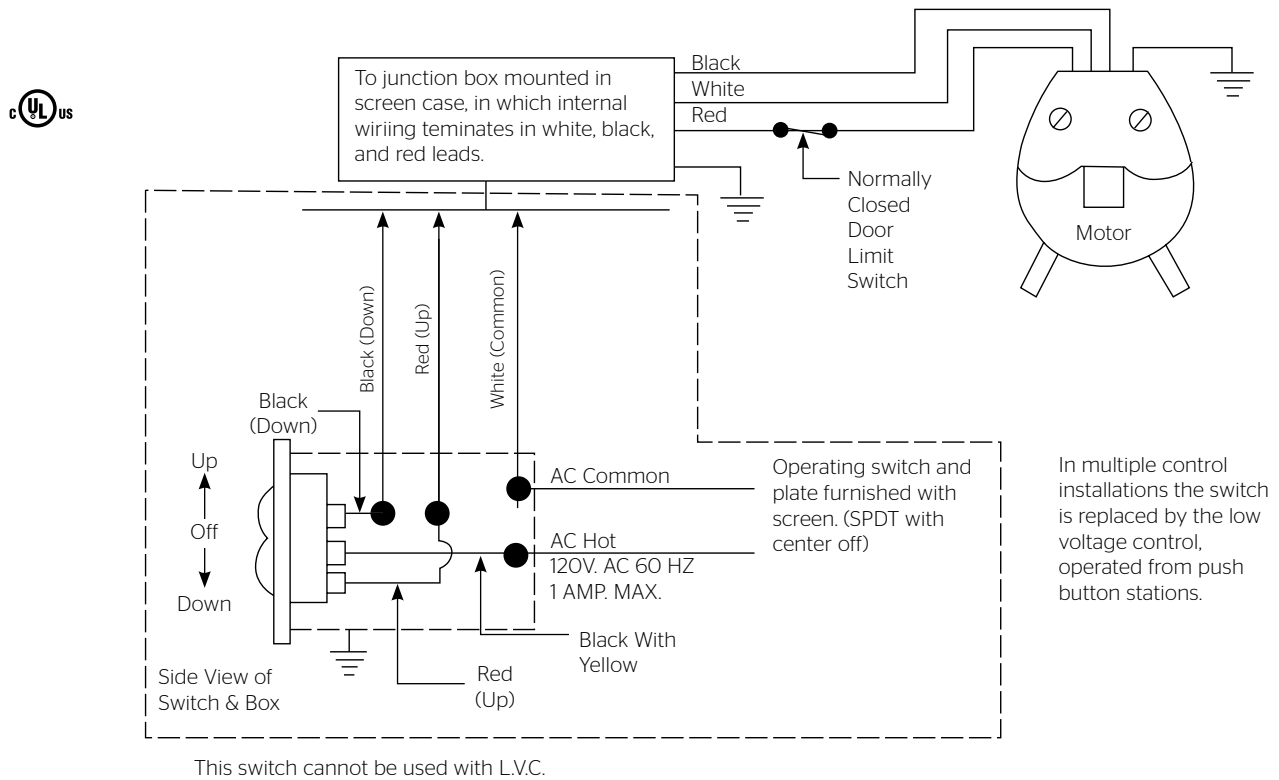 c UL US
To junction box mounted in
screen case, in which internal
wiriing teminates in white, black,
and red leads.
Black
White
Red
Normally
Closed
Door
Limit
Switch
Motor
Black (Down)
Red (Up)
White (Common)
Black
(Down)
Up
Off
Down
AC Common
AC Hot
120V. AC 60 HZ
1 AMP. MAX.
Operating switch and
plate furnished with
screen. (SPDT with
center off)
In multiple control
installations the switch
is replaced by the low
voltage control,
operated from push
button stations.
Black With
Yellow
Red
(Up)
Side View of
Switch & Box
This switch cannot be used with L.V.C.